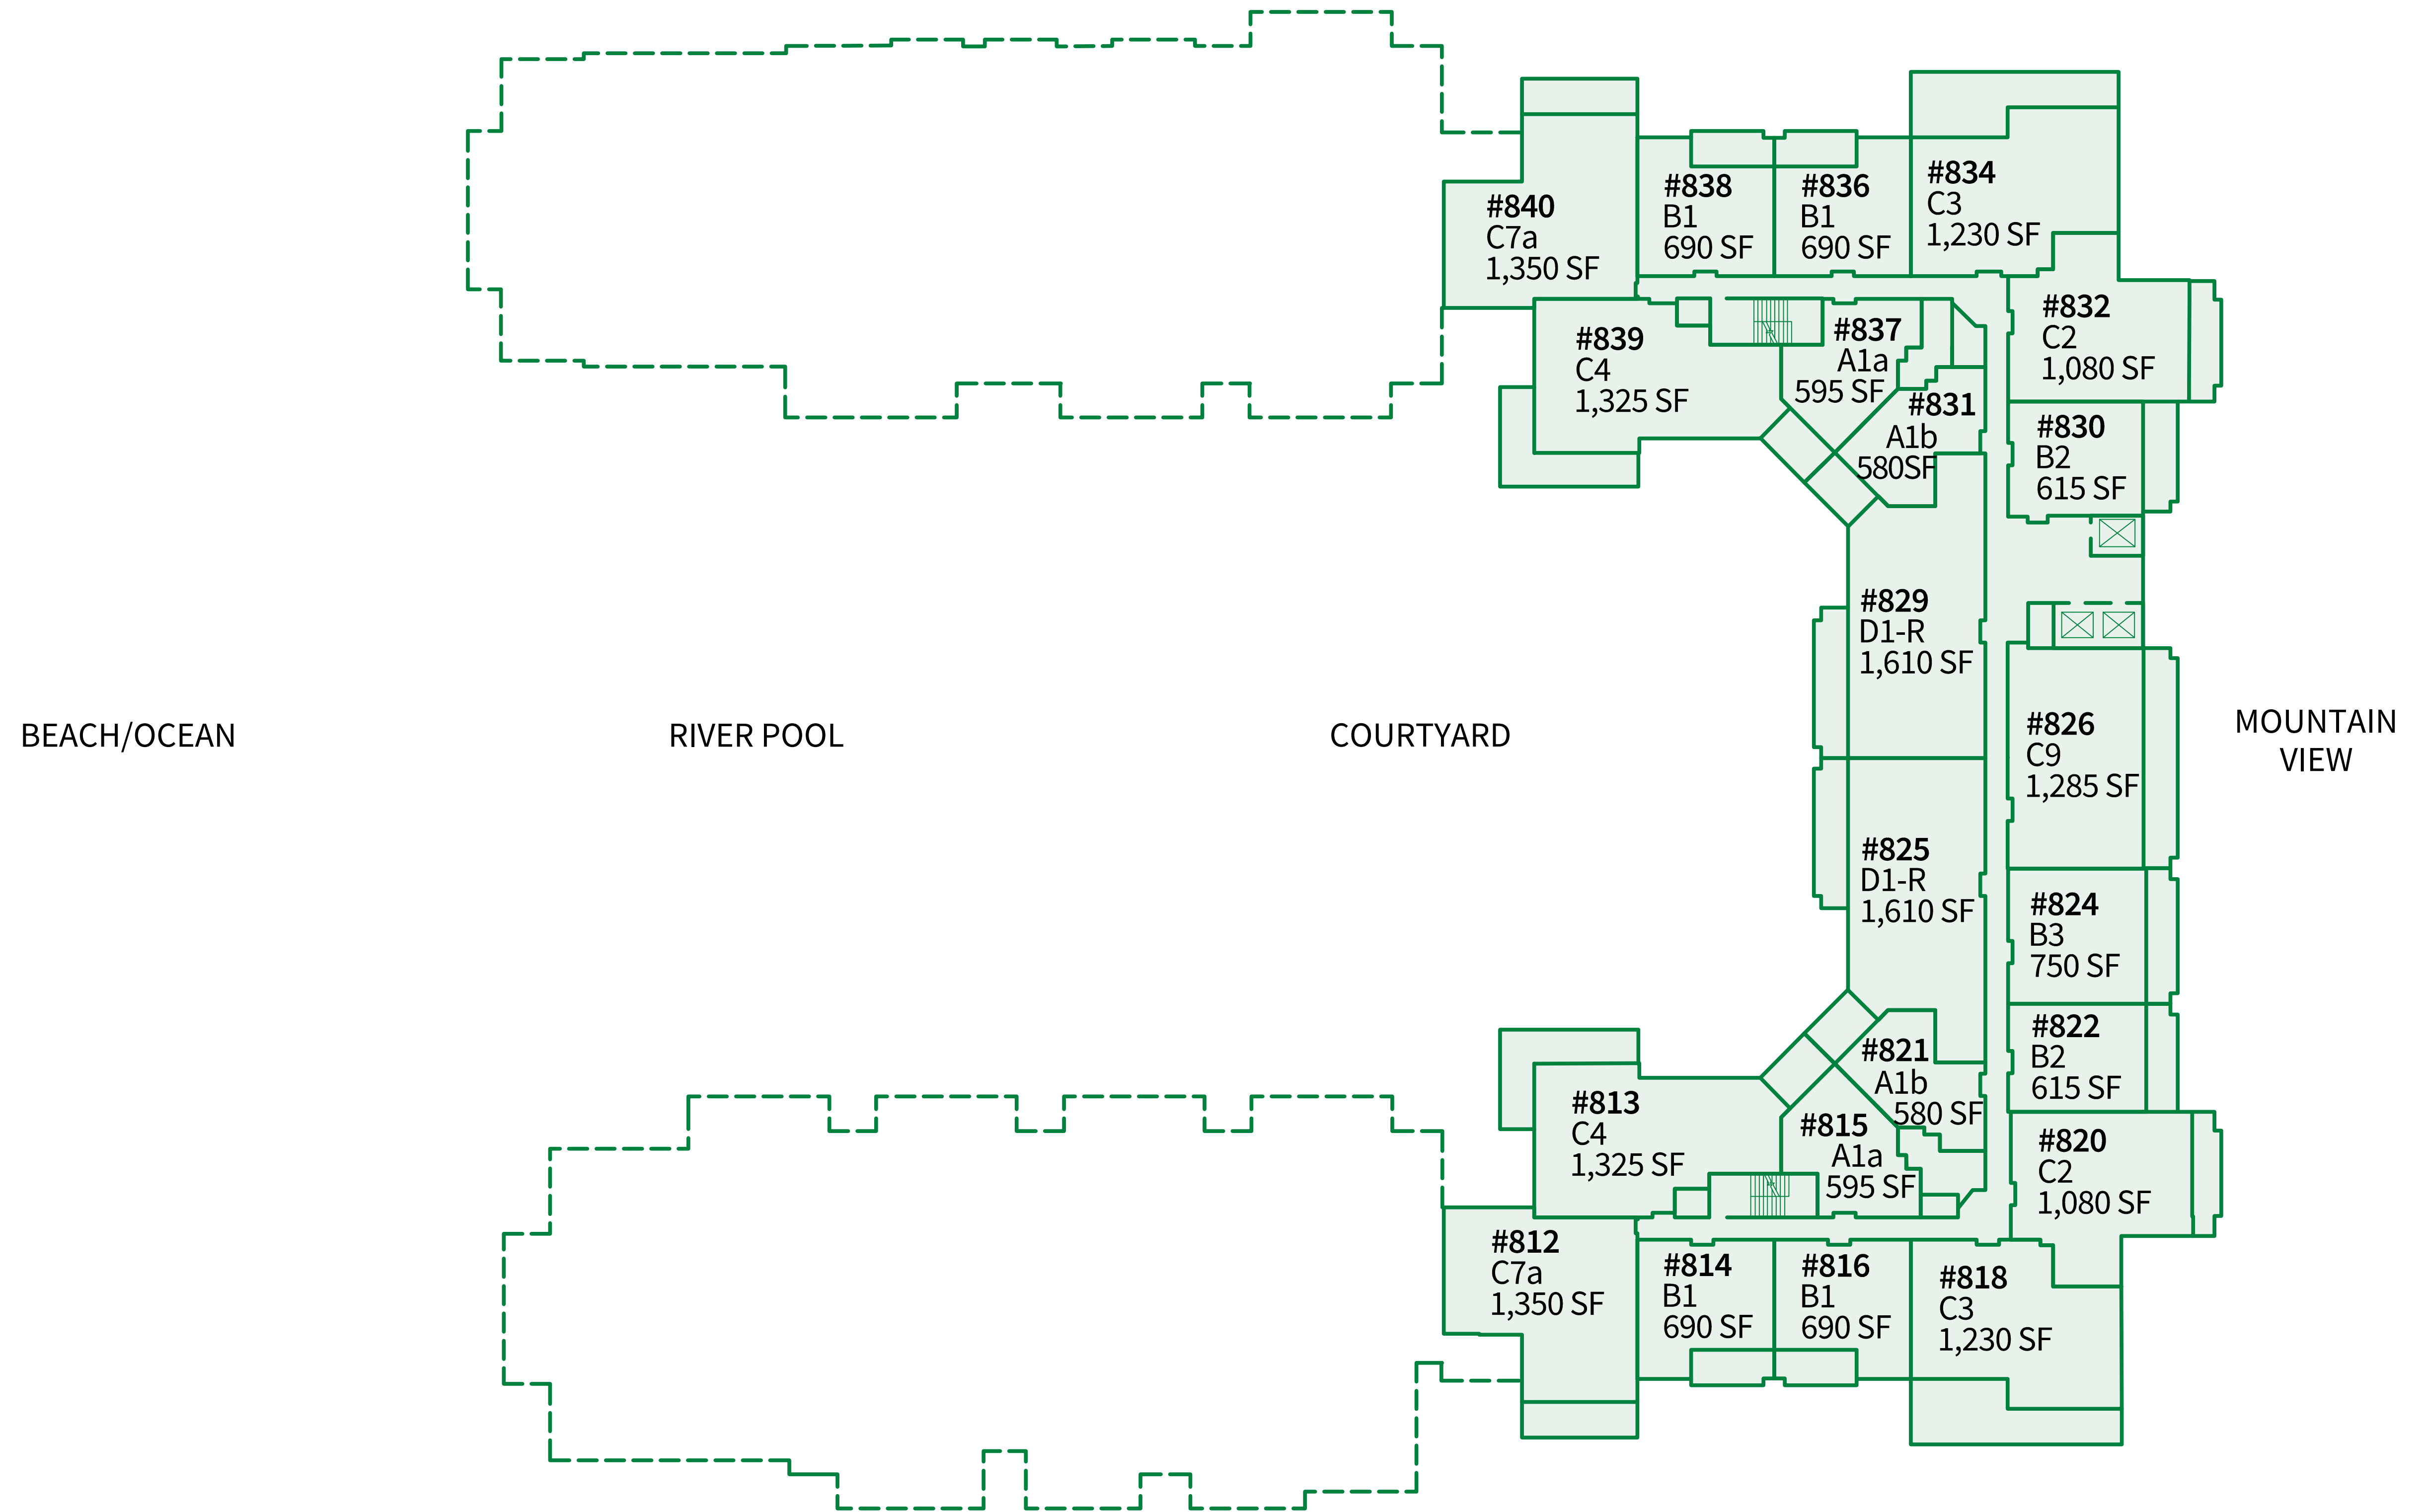 #840
C7a
1,350 SF
#838
B1
690 SF
#836
B1
690 SF
#834
C3
1,230 SF
#839
C4
1,325 SF
#837
A1a
595 SF
#832
C2
1,080 SF
#831
A1b
580SF
#830
B2
615 SF
#829
D1-R
1,610 SF
BEACH/OCEAN
RIVER POOL
COURTYARD
#826
C9
1,285 SF
MOUNTAIN
VIEW
#825
D1-R
1,610 SF
#824
B3
750 SF
#822
B2
615 SF
#821
A1b
580 SF
#813
C4
1,325 SF
#815
A1a
595 SF
#820
C2
1,080 SF
#812
C7a
1,350 SF
#814
B1
690 SF
#816
B1
690 SF
#818
C3
1,230 SF